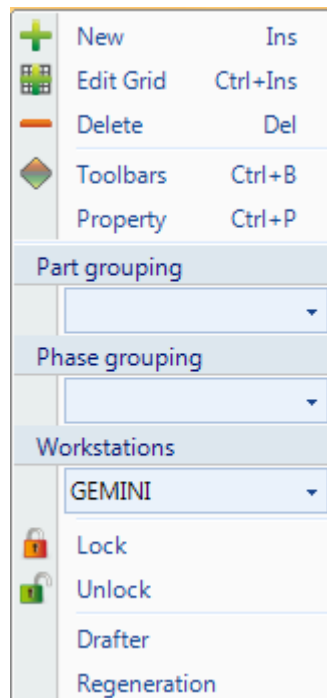 New Ins
Edit Grid Ctrl+Ins
Delete Del
Toolbars Ctrl+B
Property Ctrl+P
Part grouping
Phase grouping
Workstations
GEMINI
Lock
Unlock
Drafter
Regeneration